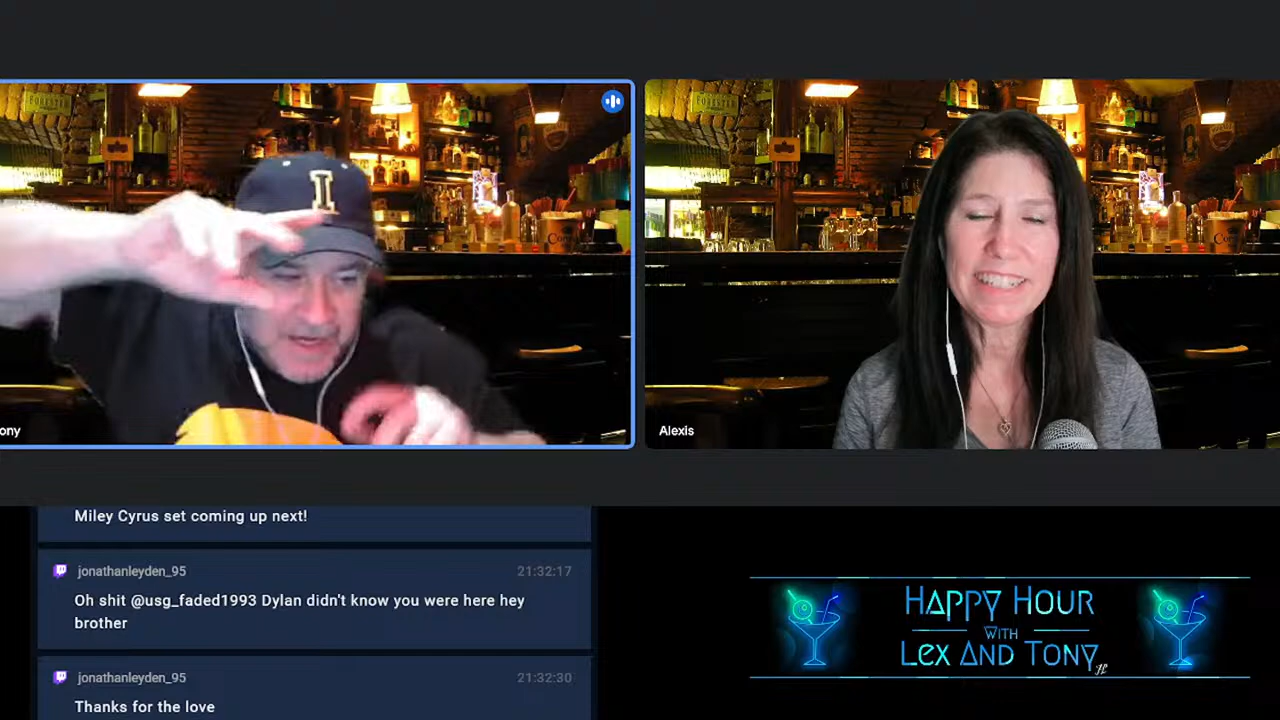 I
ony
Alexis
Miley Cyrus set coming up next!
jonathanleyden_95
21:32:17
Oh shit @usg_faded1993 Dylan didn't know you were here hey
brother
jonathanleyden_95
21:32:30
Thanks for the love
HAPPY HOUR
WITH
LEX AND TONY